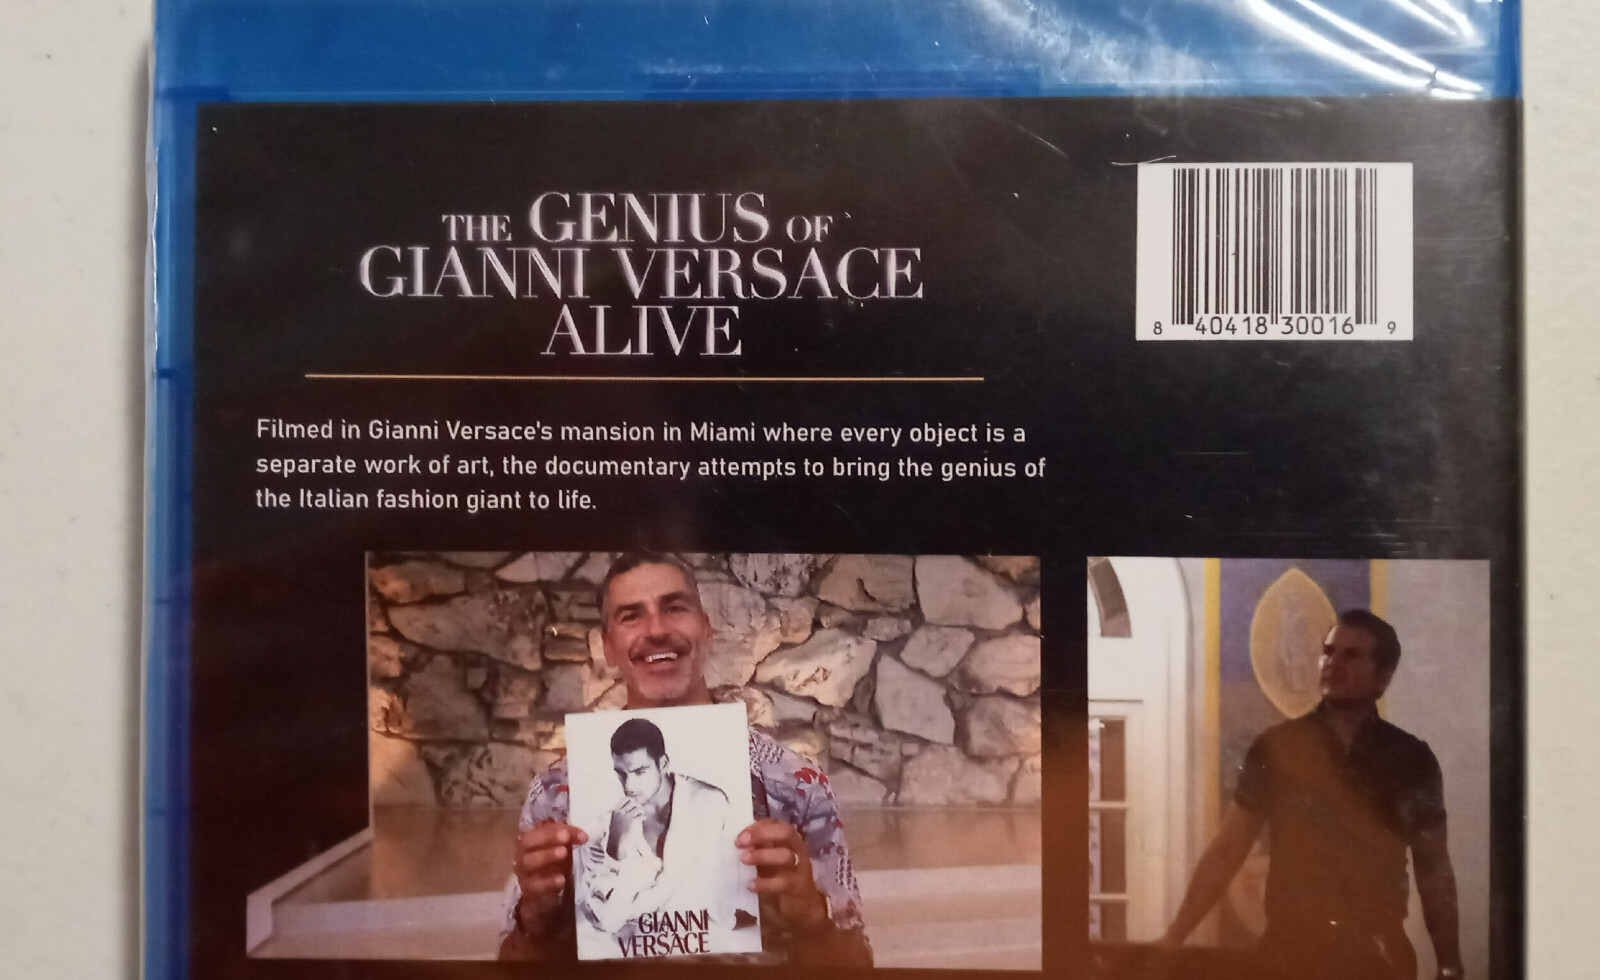 THE GENIUS OF
GIANNI VERSACE
ALIVE
8 40418 30016 9
Filmed in Gianni Versace's mansion in Miami where every object is a
separate work of art, the documentary attempts to bring the genius of
the Italian fashion giant to life.
GIANNI
VERSACE